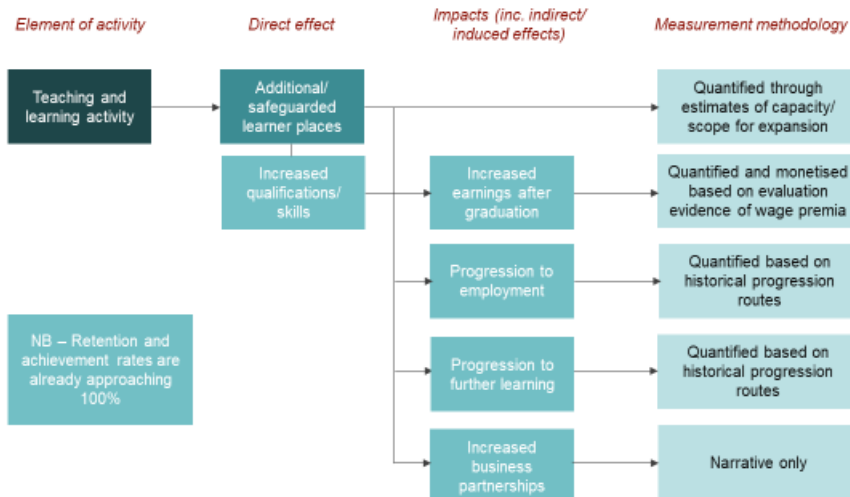 Element of activity
Direct effect
Impacts (inc. indirect/
induced effects)
Measurement methodology
Teaching and
learning activity
Additional/
safeguarded
learner places
Quantified through
estimates of capacity/
scope for expansion
Increased
qualifications/
skills
Increased
earnings after
graduation
Quantified and monetised
based on evaluation
evidence of wage premia
Progression to
employment
Quantified based on
historical progression
routes
NB – Retention and
achievement rates are
already approaching
100%
Progression to
further learning
Quantified based on
historical progression
routes
Increased
business
partnerships
Narrative only